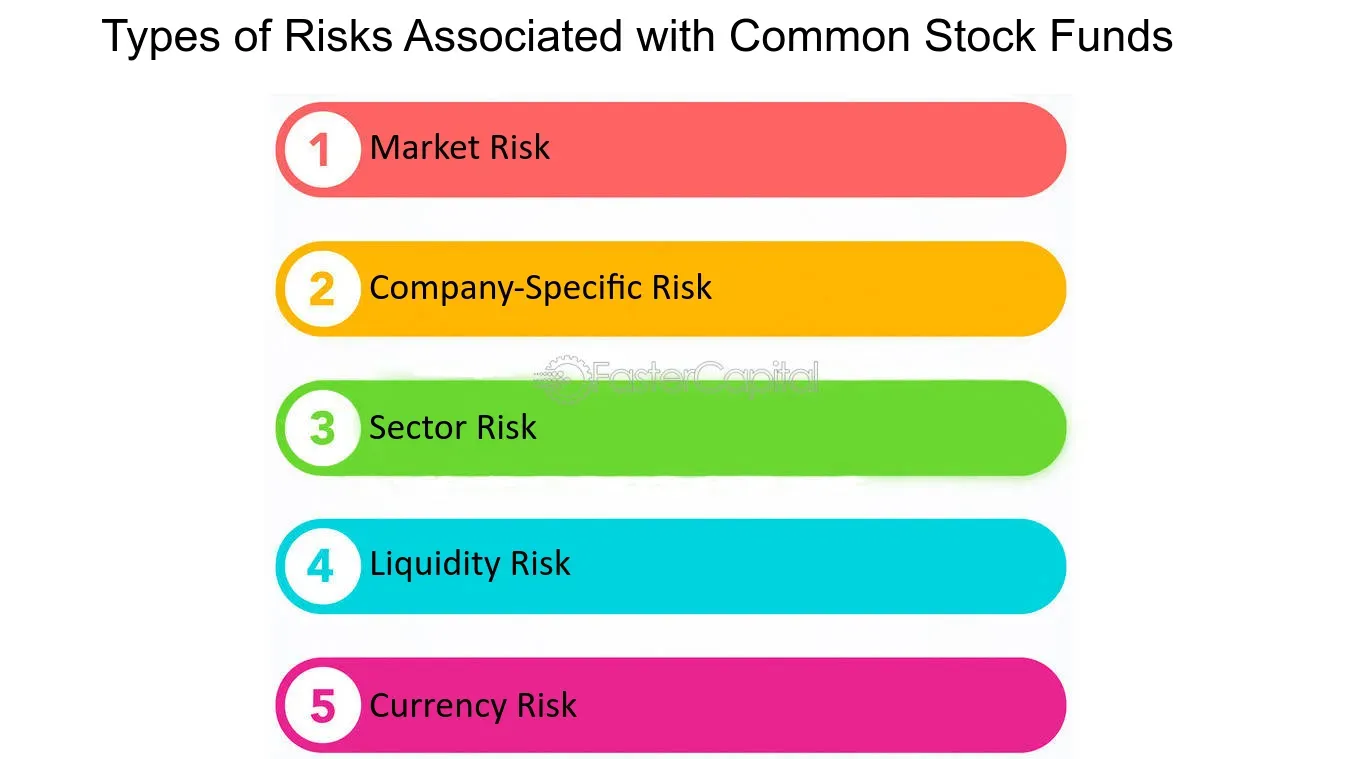 Types of Risks Associated with Common Stock Funds
1 Market Risk
2 Company-Specific Risk
FasterCapital
3 Sector Risk
4 Liquidity Risk
5 Currency Risk